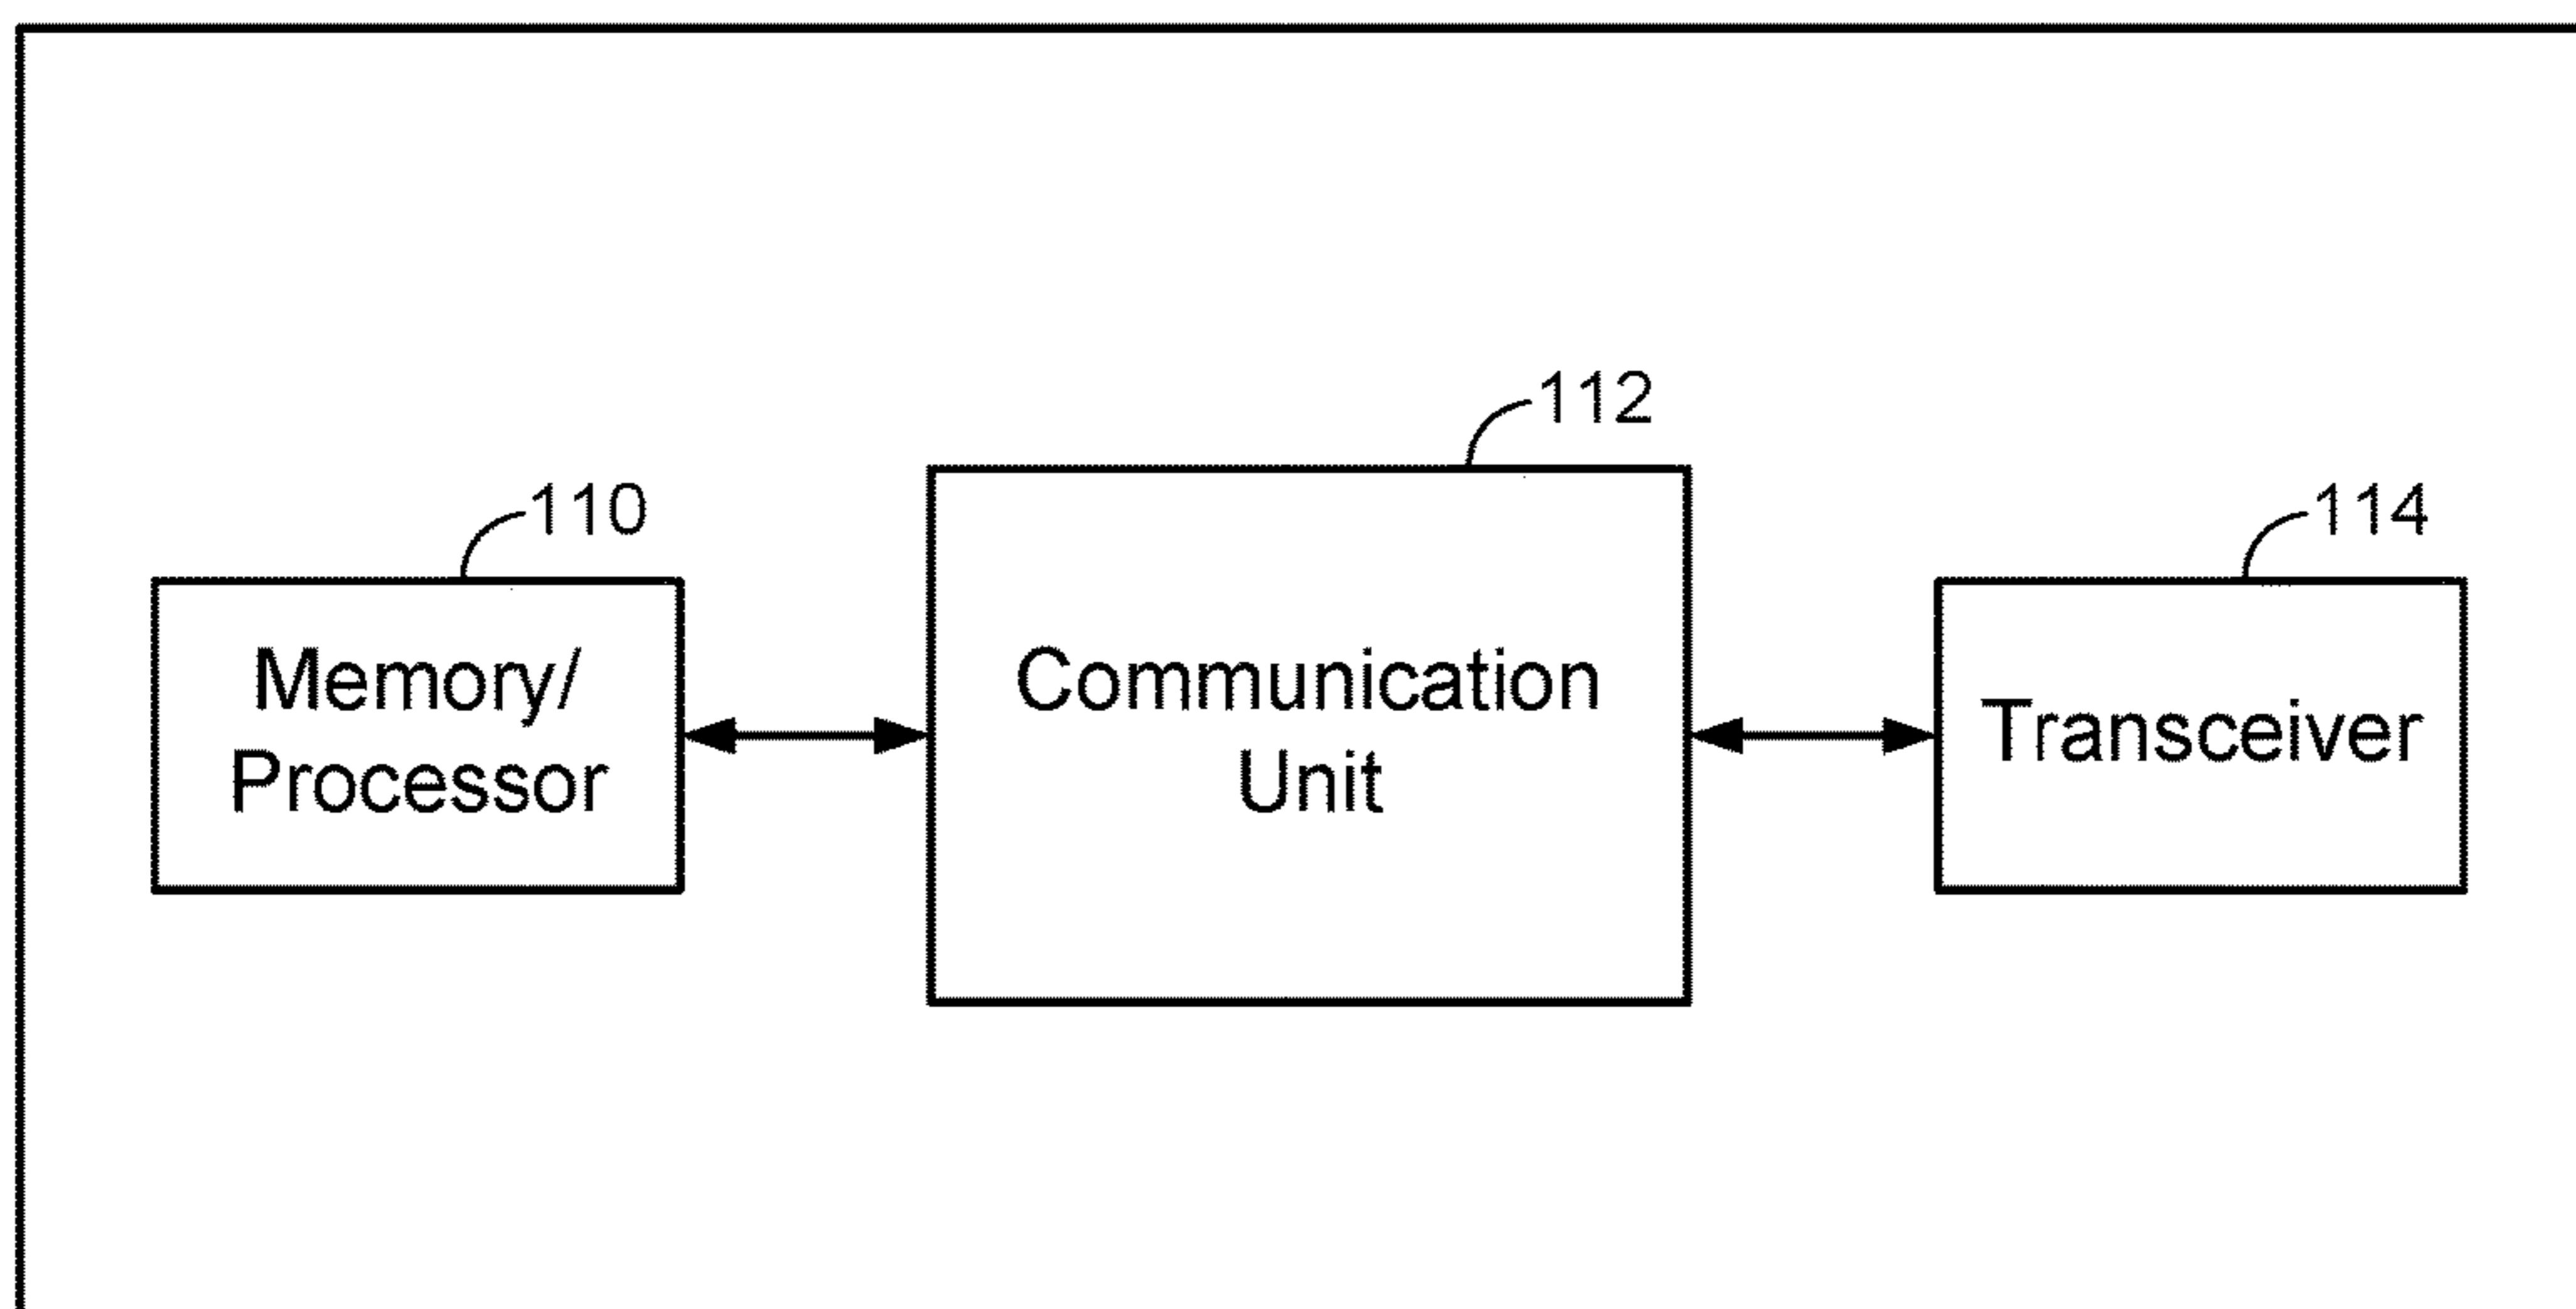 112
110
114
Memory/
Processor
Communication
Unit
Transceiver